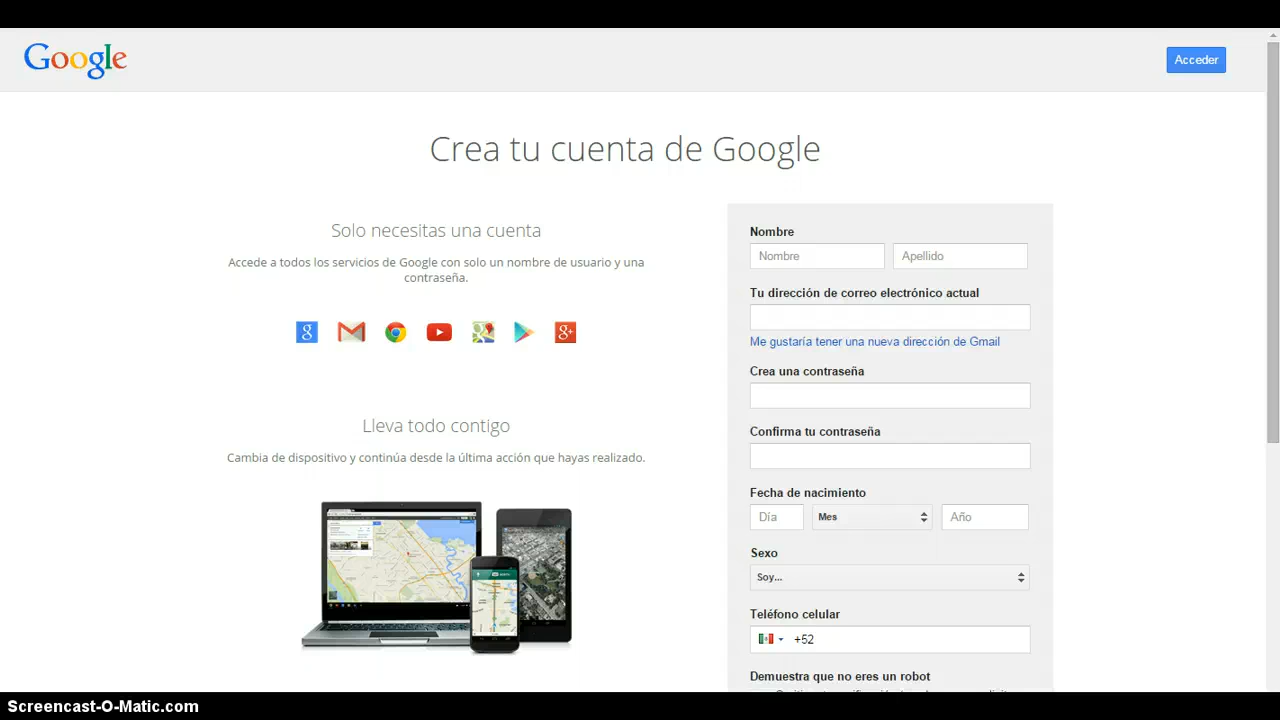 Google
Acceder
Crea tu cuenta de Google
Solo necesitas una cuenta
Accede a todos los servicios de Google con solo un nombre de usuario y una
contraseña.
Lleva todo contigo
Cambia de dispositivo y continúa desde la última acción que hayas realizado.
Nombre
Nombre
Apellido
Tu dirección de correo electrónico actual
Me gustaría tener una nueva dirección de Gmail
Crea una contraseña
Confirma tu contraseña
Fecha de nacimiento
Día
Mes
Año
Sexo
Soy...
Teléfono celular
+52
Demuestra que no eres un robot
Screencast-O-Matic.com